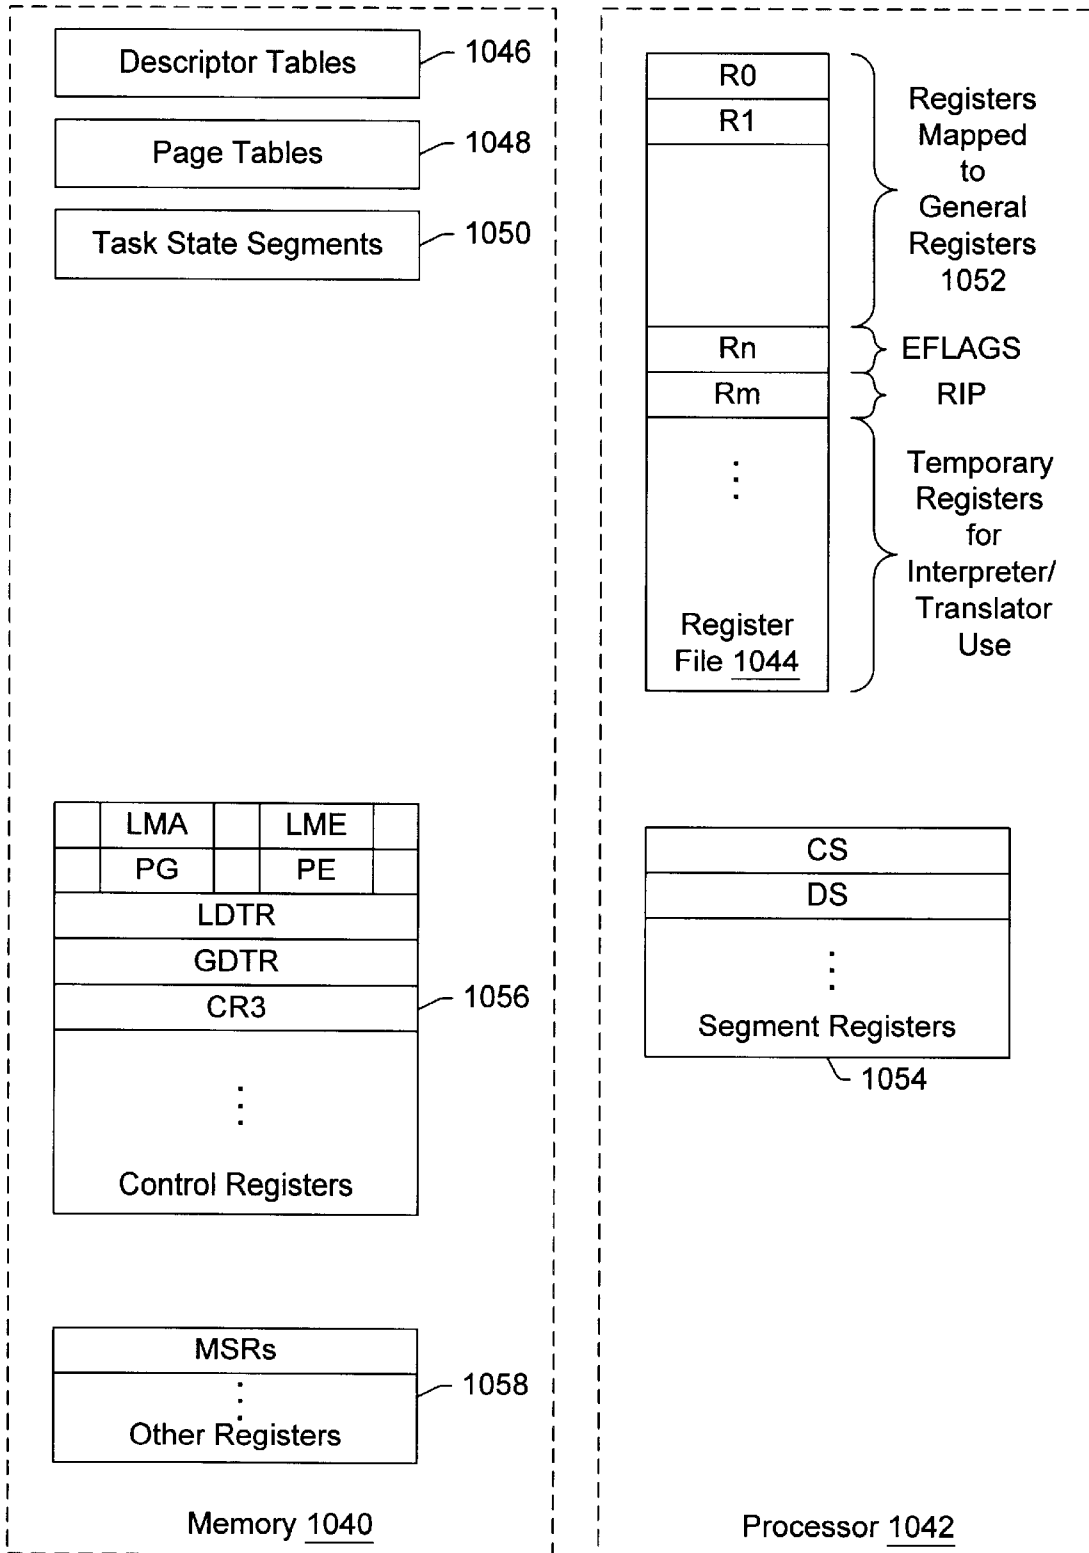 Descriptor Tables
1046
Page Tables
1048
Task State Segments
1050
LMA
LME
PG
PE
LDTR
GDTR
CR3
1056
⋮
Control Registers
MSRs
⋮
1058
Other Registers
Memory 1040
R0
R1
Registers
Mapped
to
General
Registers
1052
Rn
EFLAGS
Rm
RIP
⋮
Temporary
Registers
for
Interpreter/
Translator
Use
Register
File 1044
CS
DS
⋮
Segment Registers
1054
Processor 1042